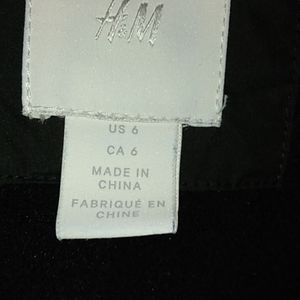 H&M
US 6
CA 6
MADE IN
CHINA
FABRIQUÉ EN
CHINE